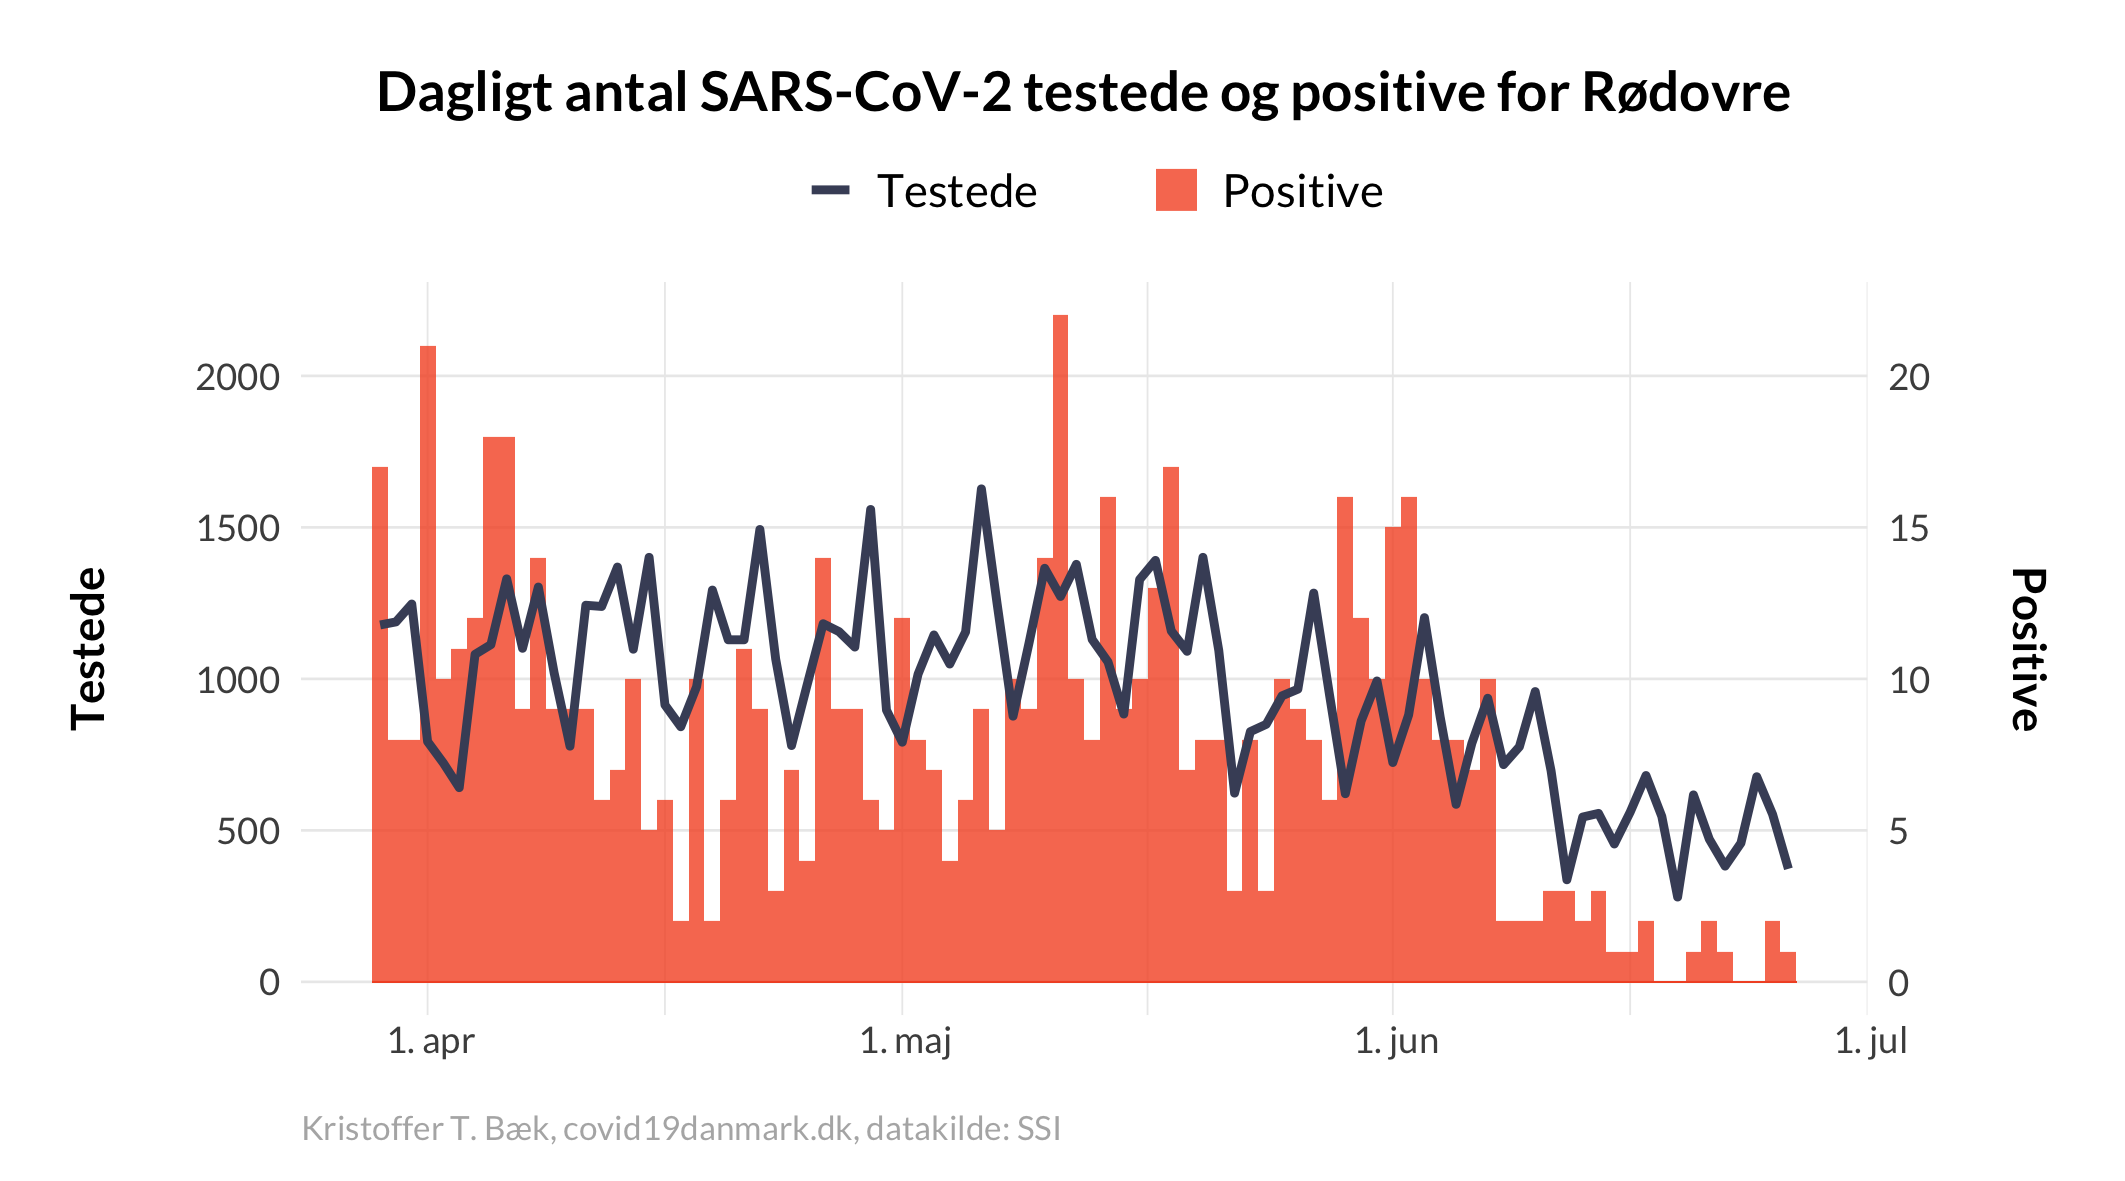 Dagligt antal SARS-CoV-2 testede og positive for Rødovre
Testede Positive
2000 20
1500 15
1000 10
500 5
0 0
Testede
Positive
1. apr 1. maj 1. jun 1. jul
Kristoffer T. Bæk, covid19danmark.dk, datakilde: SSI